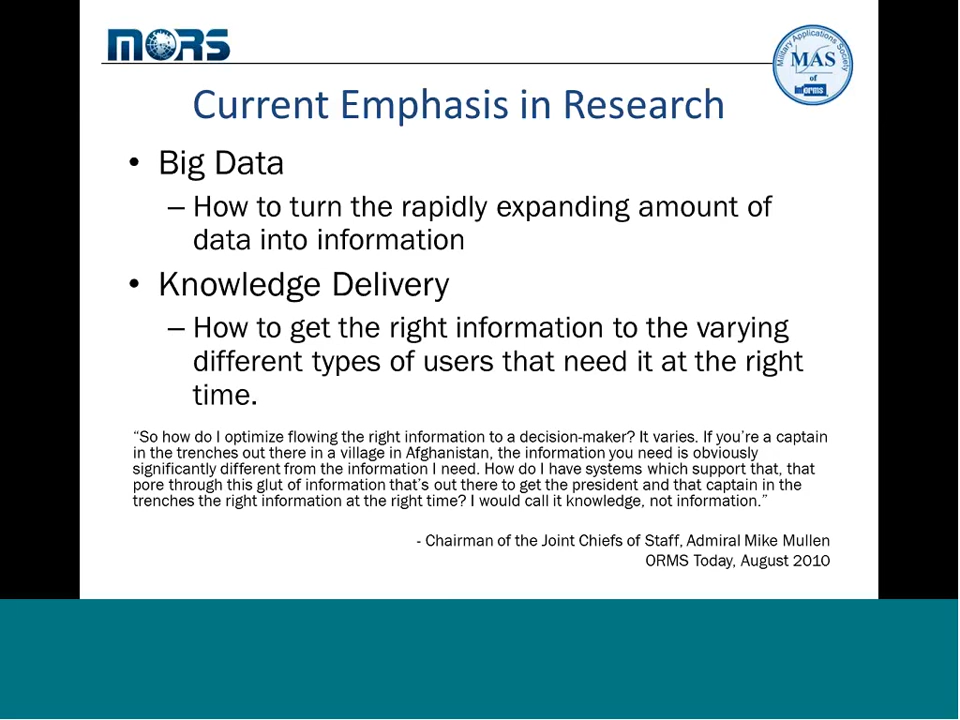 MORS
Military Applications Society
MAS
of
informs
Current Emphasis in Research
• Big Data
– How to turn the rapidly expanding amount of
data into information
• Knowledge Delivery
– How to get the right information to the varying
different types of users that need it at the right
time.
“So how do I optimize flowing the right information to a decision-maker? It varies. If you’re a captain
in the trenches out there in a village in Afghanistan, the information you need is obviously
significantly different from the information I need. How do I have systems which support that, that
pore through this glut of information that’s out there to get the president and that captain in the
trenches the right information at the right time? I would call it knowledge, not information.”
- Chairman of the Joint Chiefs of Staff, Admiral Mike Mullen
ORMS Today, August 2010